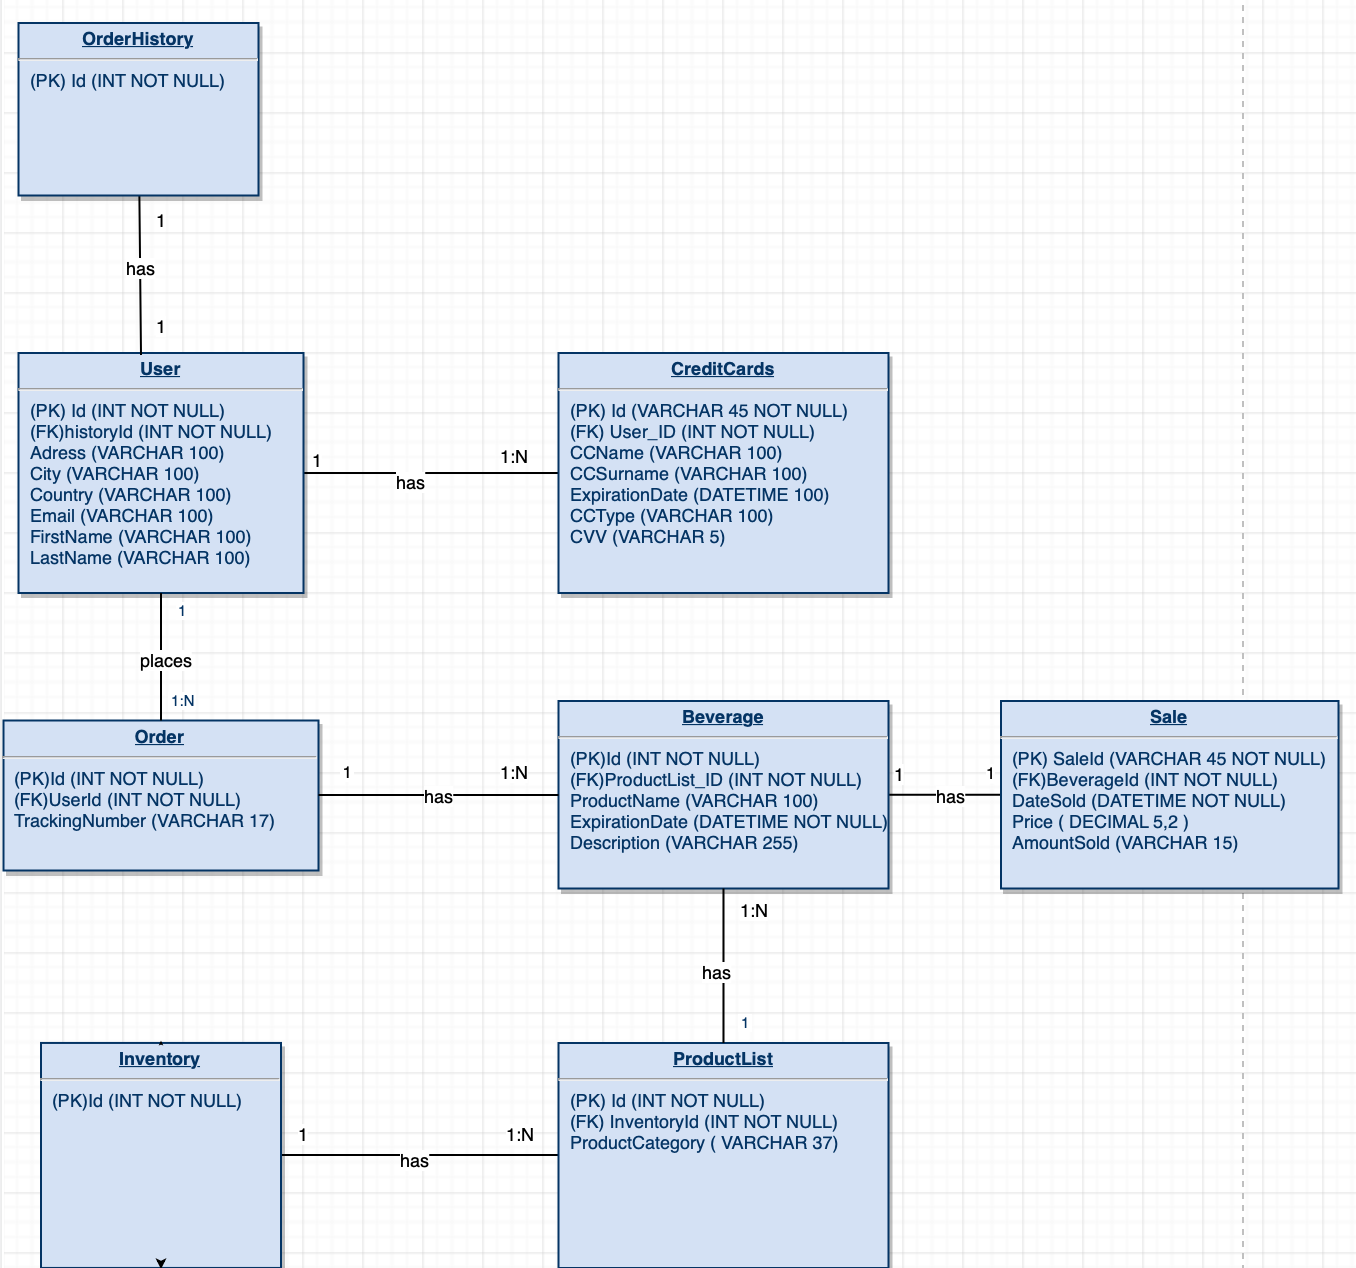 OrderHistory
(PK) Id (INT NOT NULL)
1
has
1
User
(PK) Id (INT NOT NULL)
(FK)historyId (INT NOT NULL)
Adress (VARCHAR 100)
City (VARCHAR 100)
Country (VARCHAR 100)
Email (VARCHAR 100)
FirstName (VARCHAR 100)
LastName (VARCHAR 100)
1
has
1:N
CreditCards
(PK) Id (VARCHAR 45 NOT NULL)
(FK) User_ID (INT NOT NULL)
CCName (VARCHAR 100)
CCSurname (VARCHAR 100)
ExpirationDate (DATETIME 100)
CCType (VARCHAR 100)
CVV (VARCHAR 5)
1
places
1:N
Order
(PK)Id (INT NOT NULL)
(FK)UserId (INT NOT NULL)
TrackingNumber (VARCHAR 17)
1
has
1:N
Beverage
(PK)Id (INT NOT NULL)
(FK)ProductList_ID (INT NOT NULL)
ProductName (VARCHAR 100)
ExpirationDate (DATETIME NOT NULL)
Description (VARCHAR 255)
1
has
1
Sale
(PK) SaleId (VARCHAR 45 NOT NULL)
(FK)BeverageId (INT NOT NULL)
DateSold (DATETIME NOT NULL)
Price ( DECIMAL 5,2 )
AmountSold (VARCHAR 15)
1:N
has
1
Inventory
(PK)Id (INT NOT NULL)
1
has
1:N
ProductList
(PK) Id (INT NOT NULL)
(FK) InventoryId (INT NOT NULL)
ProductCategory ( VARCHAR 37)